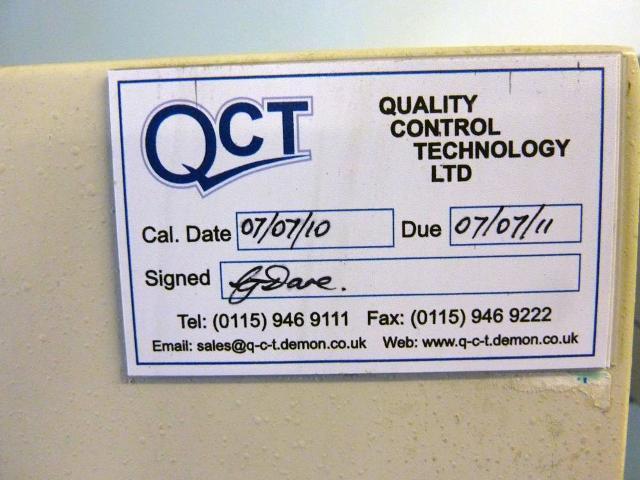 QCT
QUALITY
CONTROL
TECHNOLOGY
LTD
Cal. Date 07/07/10 Due 07/07/11
Signed
Tel: (0115) 946 9111 Fax: (0115) 946 9222
Email: sales@q-c-t.demon.co.uk Web: www.q-c-t.demon.co.uk